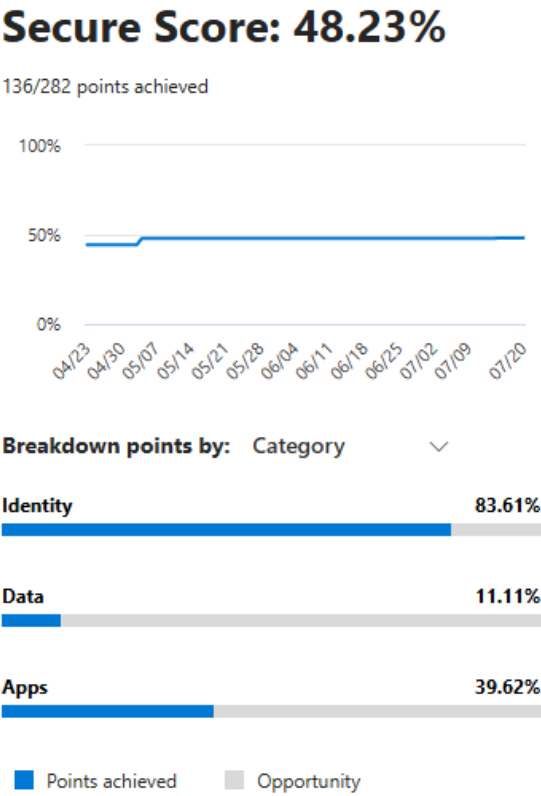 Secure Score: 48.23%
136/282 points achieved
100%
50%
0%
04/23 04/30 05/07 05/14 05/21 05/28 06/04 06/11 06/18 06/25 07/02 07/09 07/20
Breakdown points by: Category
Identity 83.61%
Data 11.11%
Apps 39.62%
Points achieved Opportunity